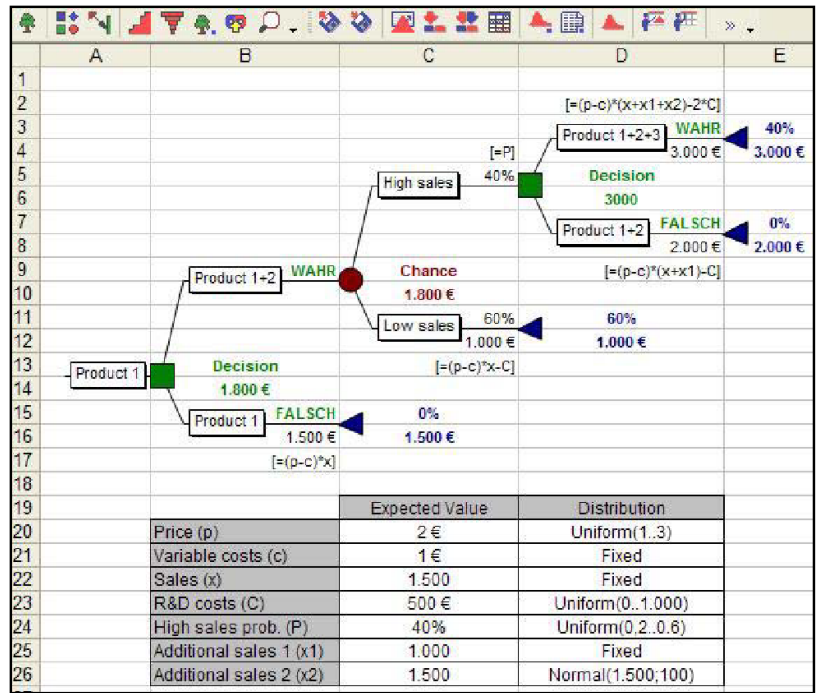 A B C D E
1
2 [=(p-c)*(x+x1+x2)-2*C]
3 Product 1+2+3 WAHR 40%
4 [=P] 3.000 € 3.000 €
5 High sales 40% Decision
6 3000
7 Product 1+2 FALSCH 0%
8 2.000 € 2.000 €
9 Product 1+2 WAHR Chance [=(p-c)*(x+x1)-C]
10 1.800 €
11 Low sales 60% 60%
12 1.000 € 1.000 €
13 Product 1 Decision [=(p-c)*x-C]
14 1.800 €
15 Product 1 FALSCH 0%
16 1.500 € 1.500 €
17 [=(p-c)*x]
18
19 Expected Value Distribution
20 Price (p) 2 € Uniform(1..3)
21 Variable costs (c) 1 € Fixed
22 Sales (x) 1.500 Fixed
23 R&D costs (C) 500 € Uniform(0..1.000)
24 High sales prob. (P) 40% Uniform(0,2..0.6)
25 Additional sales 1 (x1) 1.000 Fixed
26 Additional sales 2 (x2) 1.500 Normal(1.500;100)